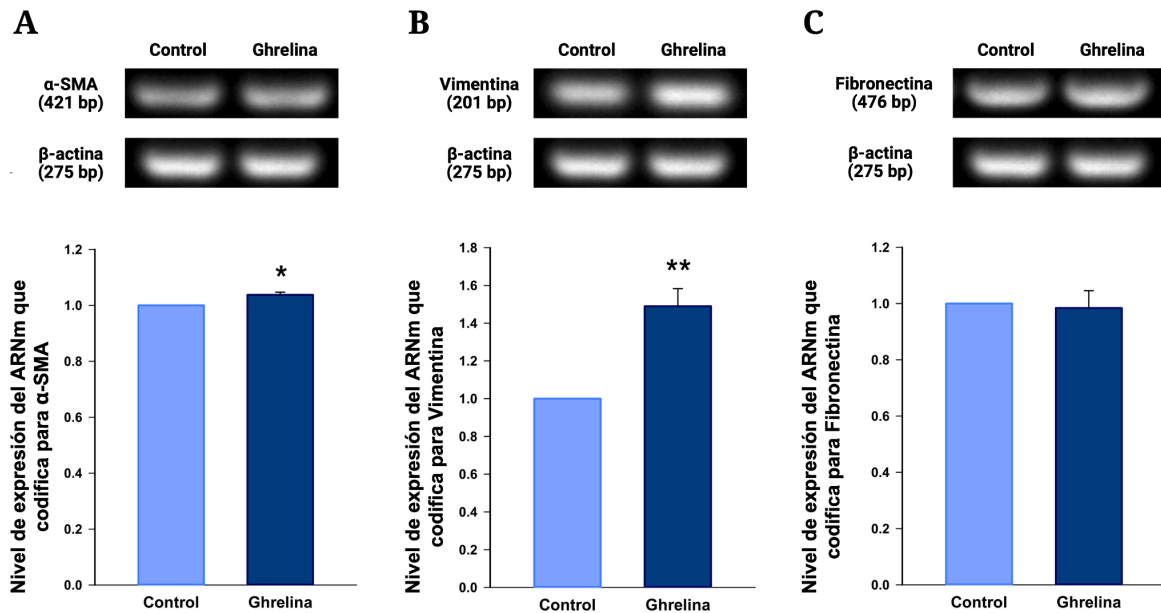 A
Control Ghrelina
α-SMA
(421 bp)
β-actina
(275 bp)
Nivel de expresión del ARNm que
codifica para α-SMA
1.2
1.0
0.8
0.6
0.4
0.2
0.0
*
Control Ghrelina
B
Control Ghrelina
Vimentina
(201 bp)
β-actina
(275 bp)
Nivel de expresión del ARNm que
codifica para Vimentina
1.8
1.6
1.4
1.2
1.0
0.8
0.6
0.4
0.2
0.0
**
Control Ghrelina
C
Control Ghrelina
Fibronectina
(476 bp)
β-actina
(275 bp)
Nivel de expresión del ARNm que
codifica para Fibronectina
1.2
1.0
0.8
0.6
0.4
0.2
0.0
Control Ghrelina